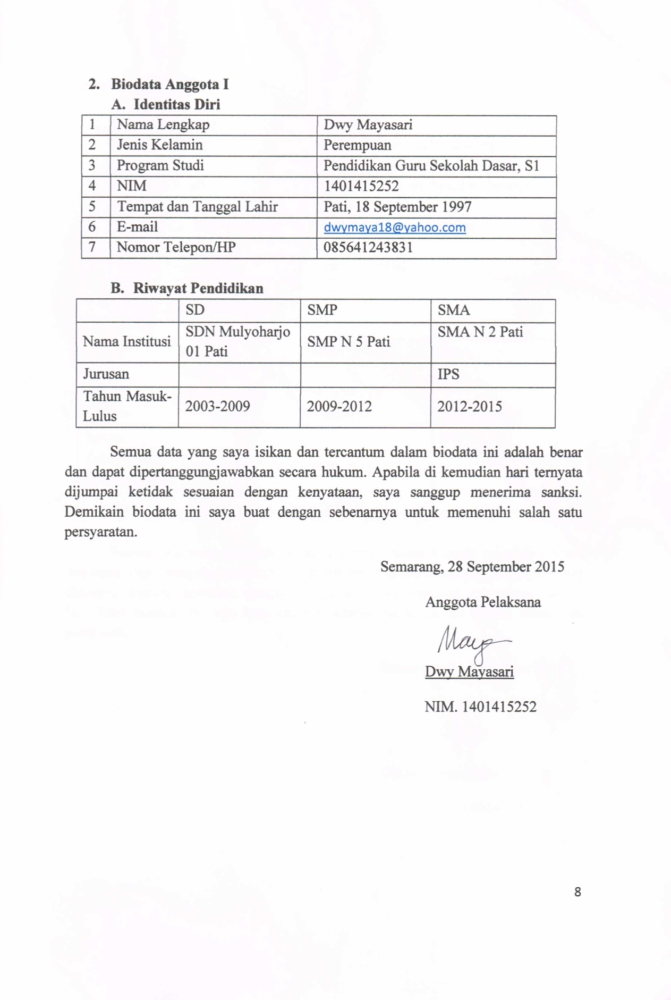 2. Biodata Anggota I
A. Identitas Diri
1 Nama Lengkap Dwy Mayasari
2 Jenis Kelamin Perempuan
3 Program Studi Pendidikan Guru Sekolah Dasar, S1
4 NIM 1401415252
5 Tempat dan Tanggal Lahir Pati, 18 September 1997
6 E-mail dwymaya18@yahoo.com
7 Nomor Telepon/HP 085641243831
B. Riwayat Pendidikan
SD SMP SMA
Nama Institusi SDN Mulyoharjo 01 Pati SMP N 5 Pati SMA N 2 Pati
Jurusan IPS
Tahun Masuk-Lulus 2003-2009 2009-2012 2012-2015
Semua data yang saya isikan dan tercantum dalam biodata ini adalah benar
dan dapat dipertanggungjawabkan secara hukum. Apabila di kemudian hari ternyata
dijumpai ketidak sesuaian dengan kenyataan, saya sanggup menerima sanksi.
Demikain biodata ini saya buat dengan sebenarnya untuk memenuhi salah satu
persyaratan.
Semarang, 28 September 2015
Anggota Pelaksana
Maya
Dwy Mayasari
NIM. 1401415252
8